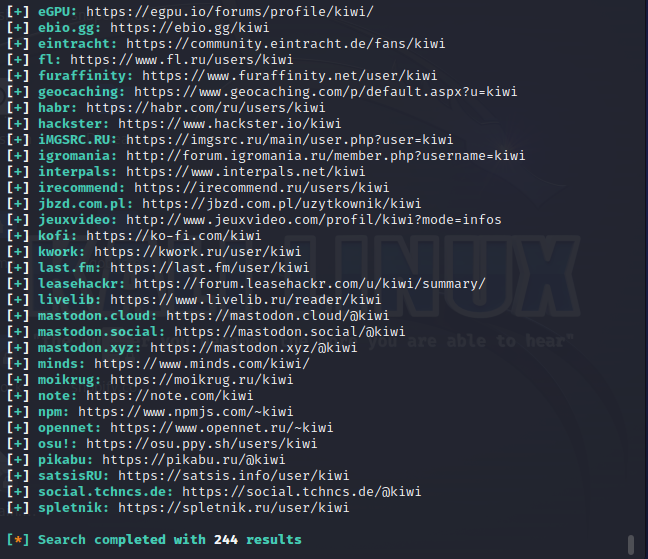 [+] eGPU: https://egpu.io/forums/profile/kiwi/
[+] ebio.gg: https://ebio.gg/kiwi
[+] eintracht: https://community.eintracht.de/fans/kiwi
[+] fl: https://www.fl.ru/users/kiwi
[+] furaffinity: https://www.furaffinity.net/user/kiwi
[+] geocaching: https://www.geocaching.com/p/default.aspx?u=kiwi
[+] habr: https://habr.com/ru/users/kiwi
[+] hackster: https://www.hackster.io/kiwi
[+] iMGSRC.RU: https://imgsrc.ru/main/user.php?user=kiwi
[+] igromania: http://forum.igromania.ru/member.php?username=kiwi
[+] interpals: https://www.interpals.net/kiwi
[+] irecommend: https://irecommend.ru/users/kiwi
[+] jbzd.com.pl: https://jbzd.com.pl/uzytkownik/kiwi
[+] jeuxvideo: http://www.jeuxvideo.com/profil/kiwi?mode=infos
[+] kofi: https://ko-fi.com/kiwi
[+] kwork: https://kwork.ru/user/kiwi
[+] last.fm: https://last.fm/user/kiwi
[+] leasehackr: https://forum.leasehackr.com/u/kiwi/summary/
[+] livelib: https://www.livelib.ru/reader/kiwi
[+] mastodon.cloud: https://mastodon.cloud/@kiwi
[+] mastodon.social: https://mastodon.social/@kiwi
[+] mastodon.xyz: https://mastodon.xyz/@kiwi
[+] minds: https://www.minds.com/kiwi/
[+] moikrug: https://moikrug.ru/kiwi
[+] note: https://note.com/kiwi
[+] npm: https://www.npmjs.com/~kiwi
[+] opennet: https://www.opennet.ru/~kiwi
[+] osu!: https://osu.ppy.sh/users/kiwi
[+] pikabu: https://pikabu.ru/@kiwi
[+] satsisRU: https://satsis.info/user/kiwi
[+] social.tchncs.de: https://social.tchncs.de/@kiwi
[+] spletnik: https://spletnik.ru/user/kiwi
[*] Search completed with 244 results
LINUX
you are able to hear"